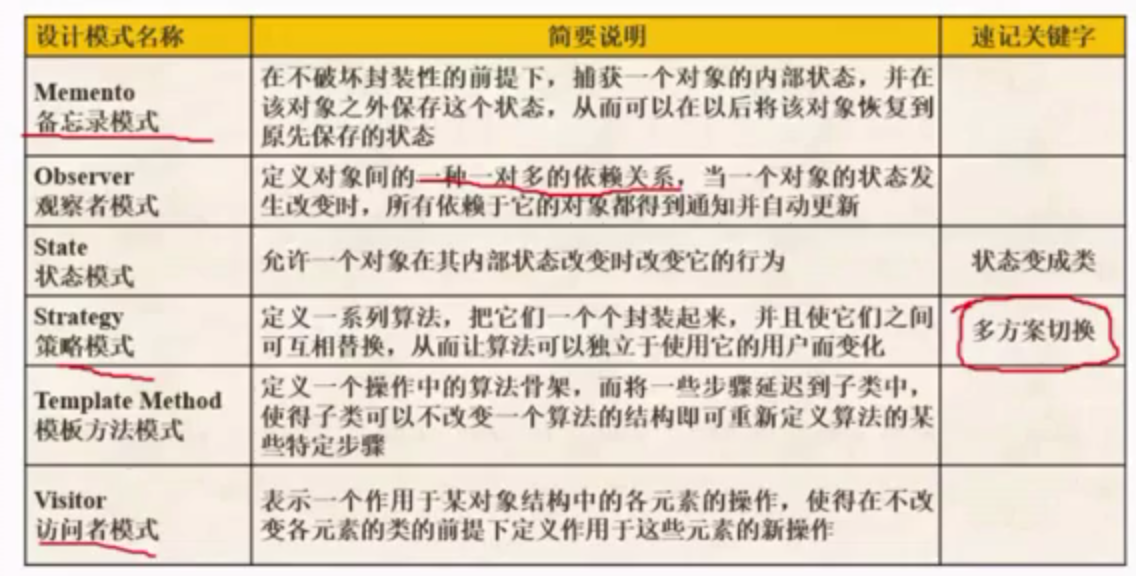 设计模式名称 简要说明 速记关键字
Memento
备忘录模式
在不破坏封装性的前提下，捕获一个对象的内部状态，并在
该对象之外保存这个状态，从而可以在以后将该对象恢复到
原先保存的状态
Observer
观察者模式
定义对象间的一种一对多的依赖关系，当一个对象的状态发
生改变时，所有依赖于它的对象都得到通知并自动更新
State
状态模式
允许一个对象在其内部状态改变时改变它的行为
状态变成类
Strategy
策略模式
定义一系列算法，把它们一个个封装起来，并且使它们之间
可互相替换，从而让算法可以独立于使用它的用户而变化
多方案切换
Template Method
模板方法模式
定义一个操作中的算法骨架，而将一些步骤延迟到子类中，
使得子类可以不改变一个算法的结构即可重新定义算法的某
些特定步骤
Visitor
访问者模式
表示一个作用于某对象结构中的各元素的操作，使得在不改
变各元素的类的前提下定义作用于这些元素的新操作